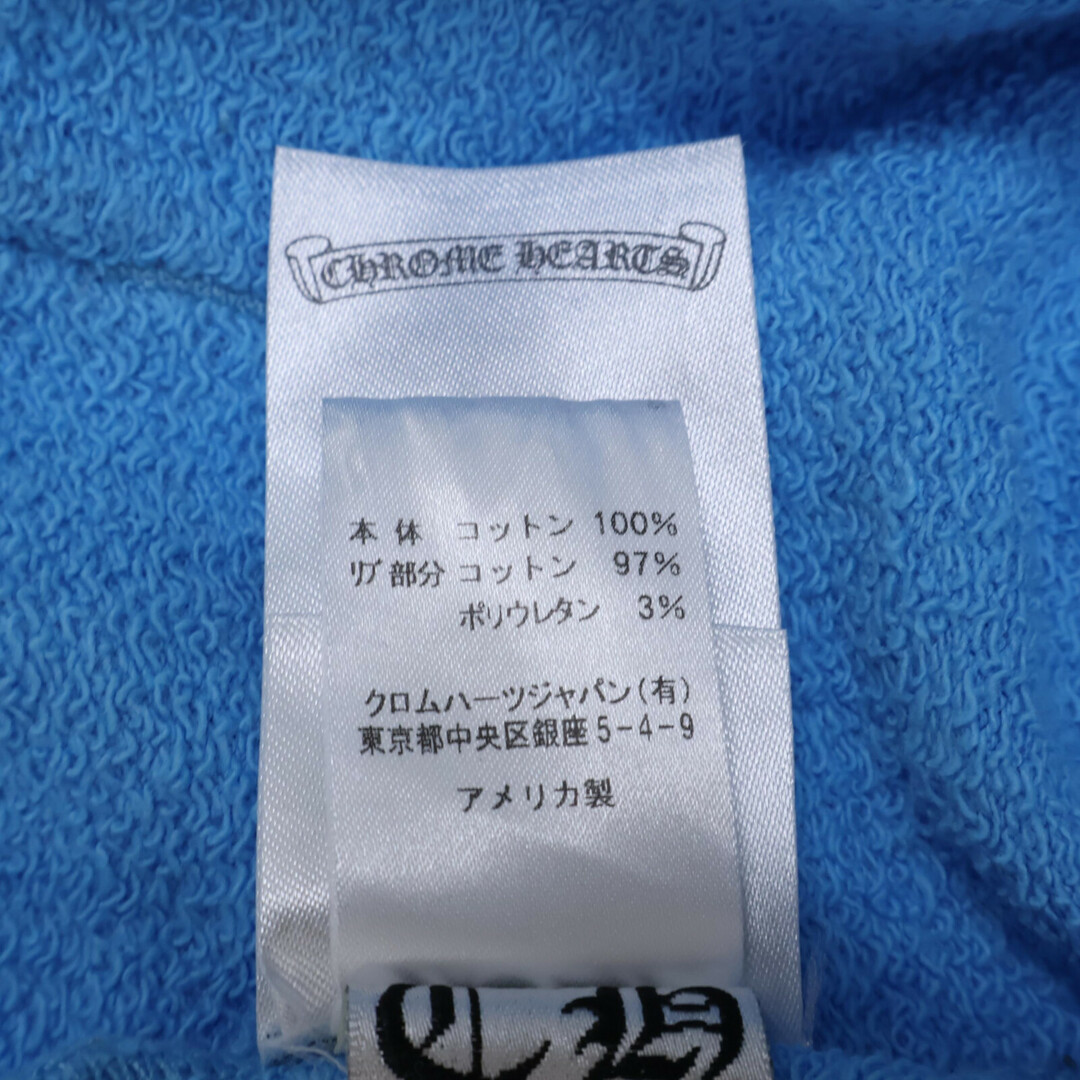 CHROME HEARTS
本体 コットン 100%
リブ部分 コットン 97%
ポリウレタン 3%
クロムハーツジャパン(有)
東京都中央区銀座5-4-9
アメリカ製
CH